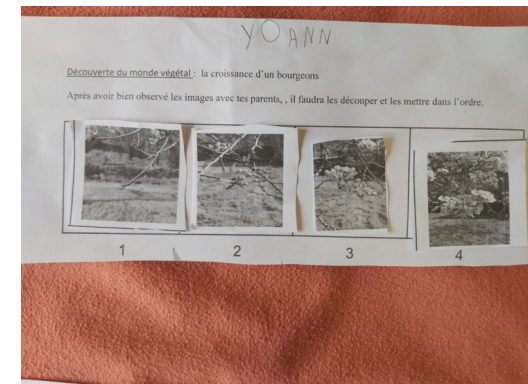 YOANN
Découverte du monde végétal : la croissance d'un bourgeons
Après avoir bien observé les images avec tes parents, , il faudra les découper et les mettre dans l'ordre.
1 2 3 4